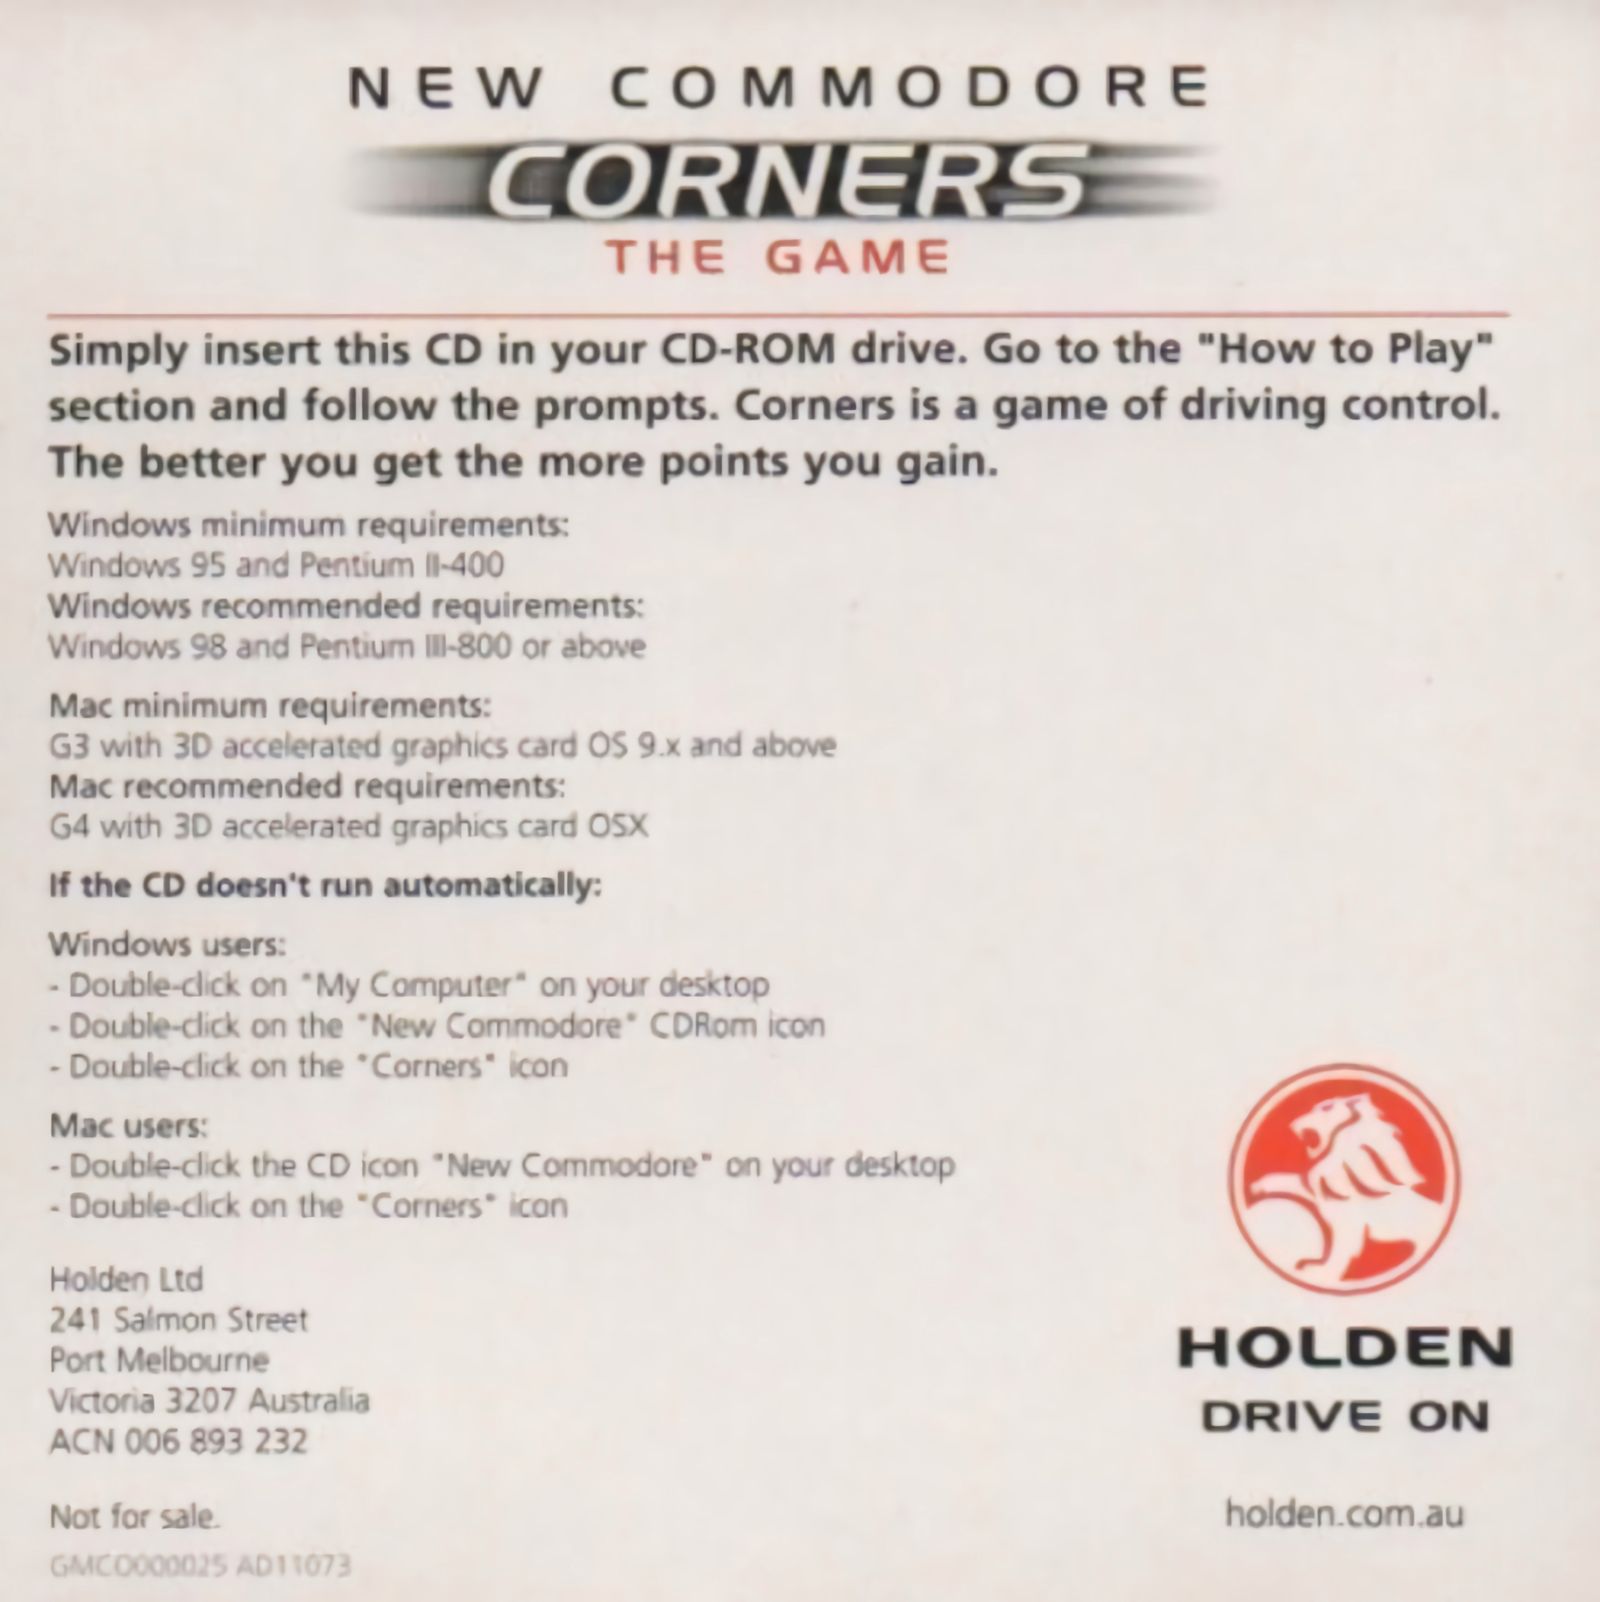 NEW COMMODORE
CORNERS
THE GAME
Simply insert this CD in your CD-ROM drive. Go to the "How to Play"
section and follow the prompts. Corners is a game of driving control.
The better you get the more points you gain.
Windows minimum requirements:
Windows 95 and Pentium II-400
Windows recommended requirements:
Windows 98 and Pentium III-800 or above
Mac minimum requirements:
G3 with 3D accelerated graphics card OS 9.x and above
Mac recommended requirements:
G4 with 3D accelerated graphics card OSX
If the CD doesn't run automatically:
Windows users:
- Double-click on "My Computer" on your desktop
- Double-click on the "New Commodore" CDRom icon
- Double-click on the "Corners" icon
Mac users:
- Double-click the CD icon "New Commodore" on your desktop
- Double-click on the "Corners" icon
Holden Ltd
241 Salmon Street
Port Melbourne
Victoria 3207 Australia
ACN 006 893 232
Not for sale.
GMCO000025 AD11073
HOLDEN
DRIVE ON
holden.com.au